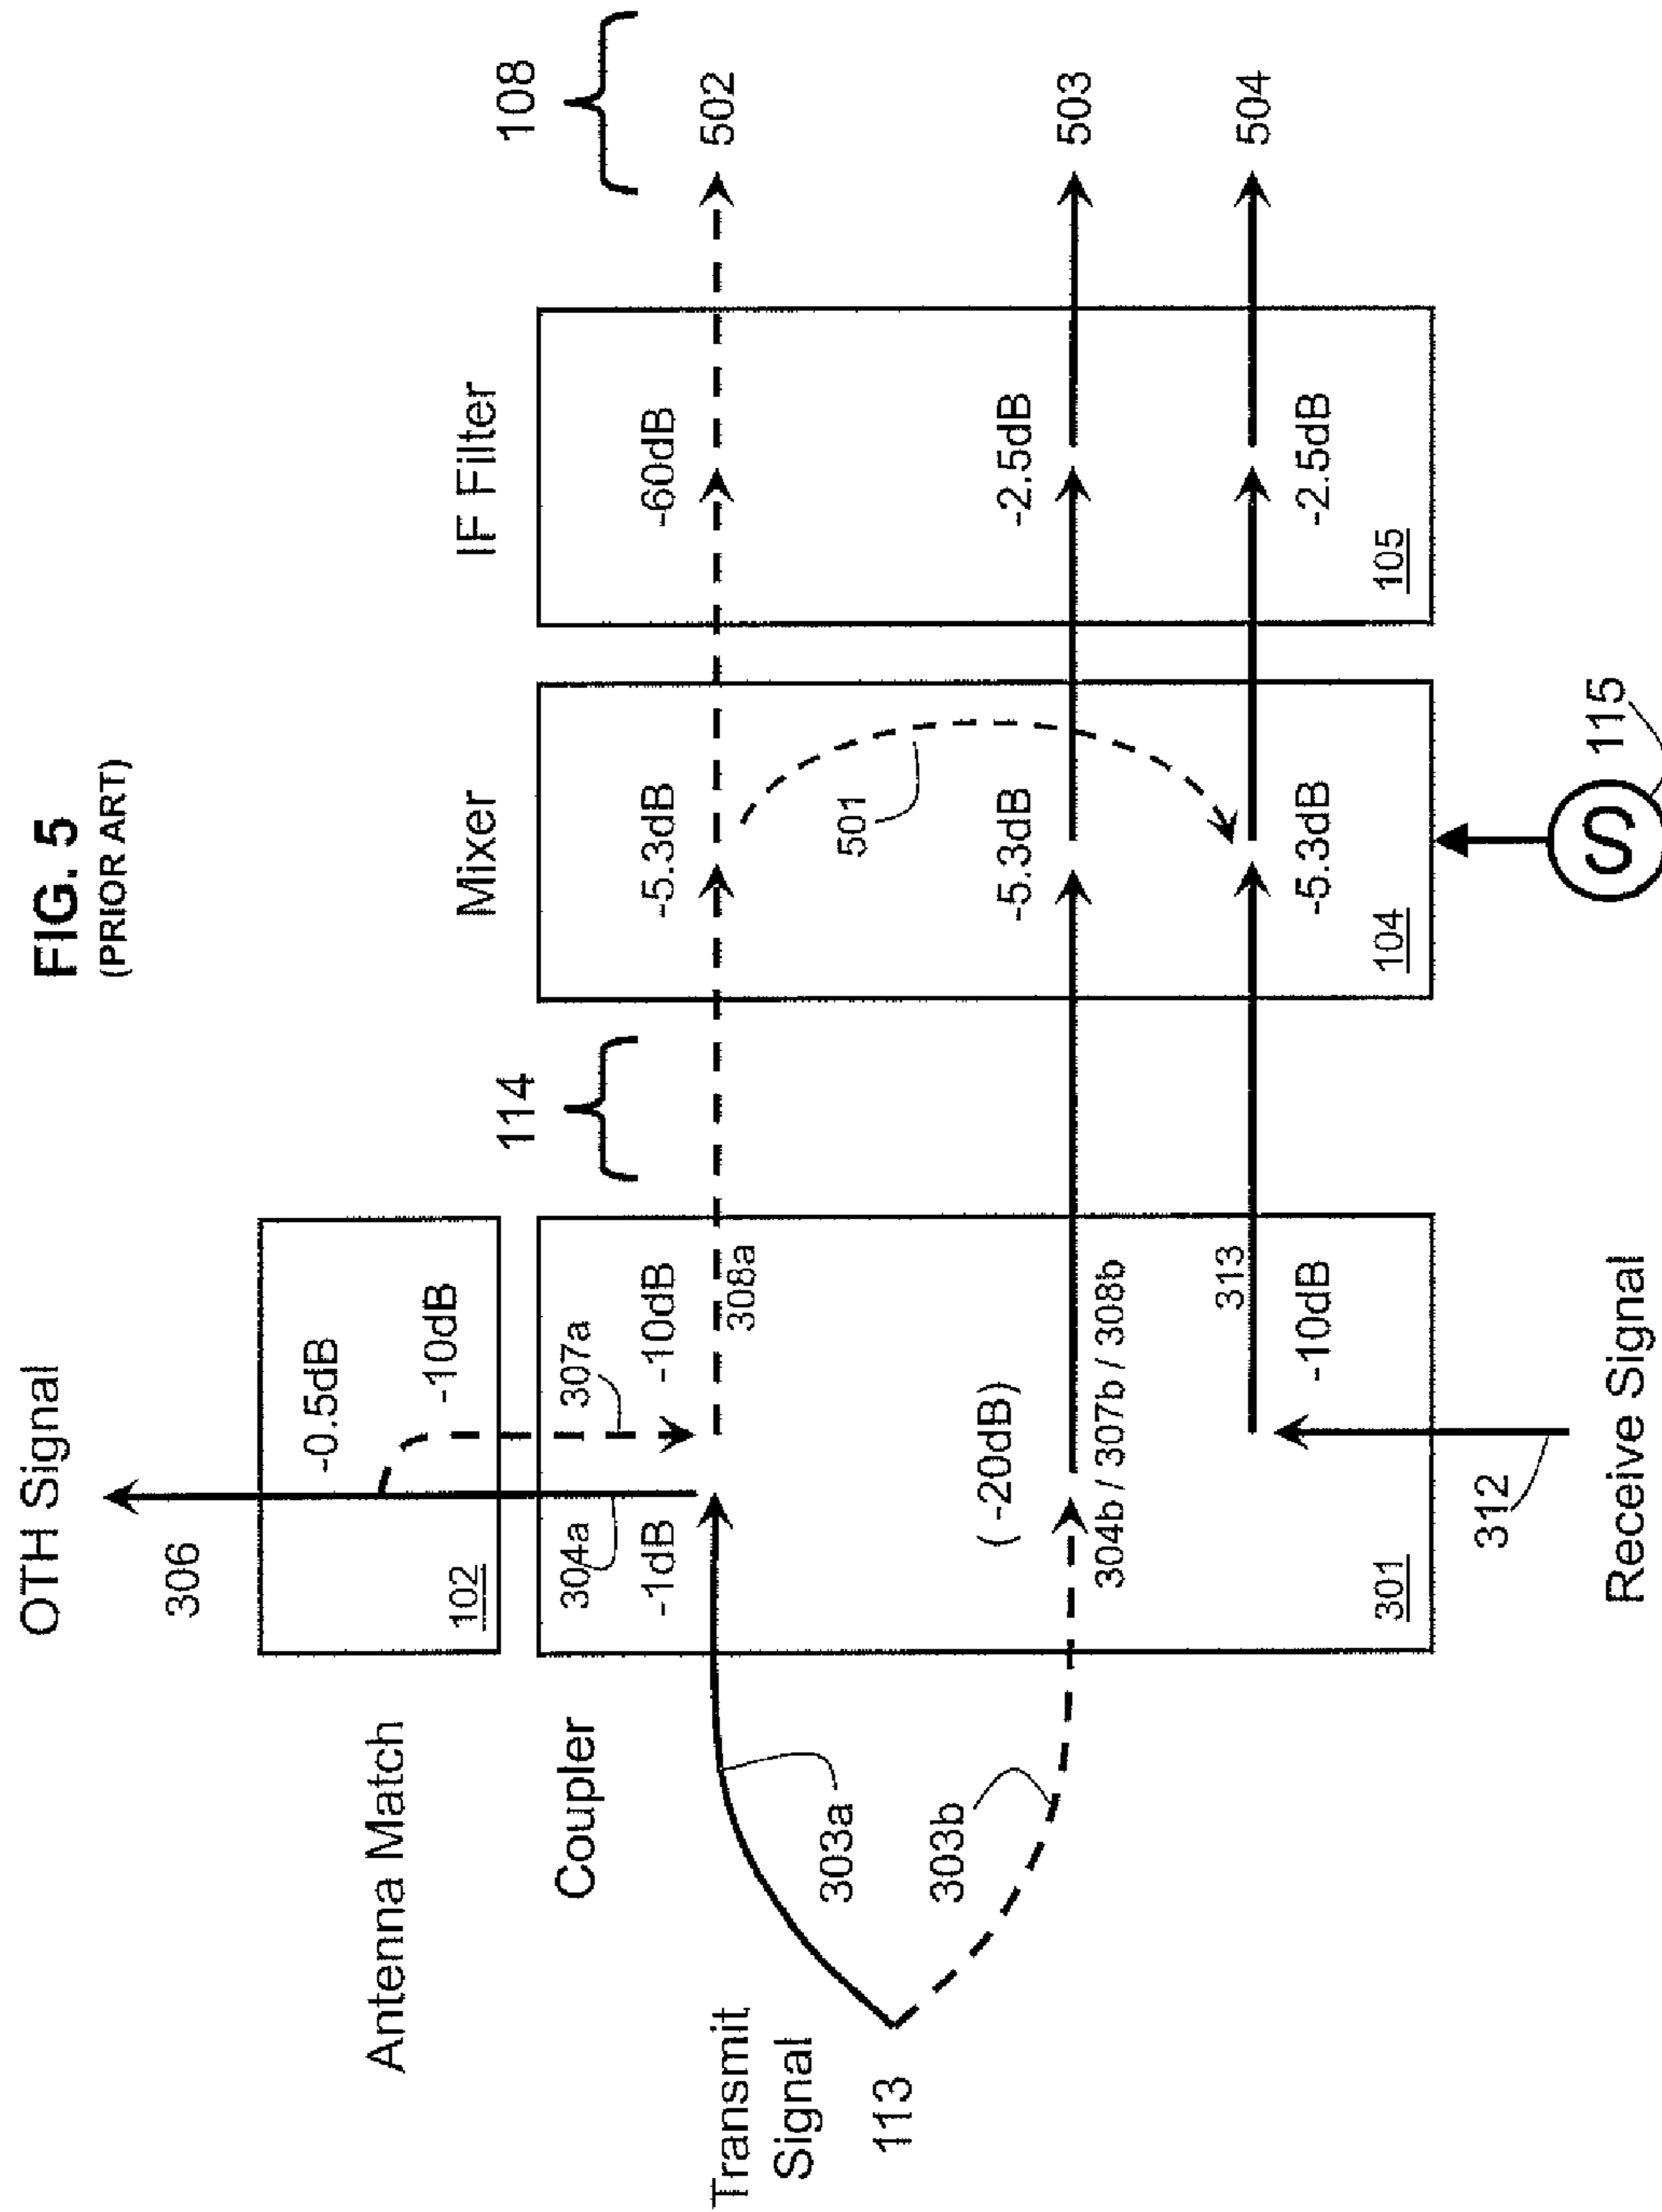 FIG. 5
(PRIOR ART)
OTH Signal
306
Antenna Match
-0.5dB
-10dB
102
307a
Coupler
304a
-1dB
-10dB
308a
114
Mixer
-5.3dB
501
-5.3dB
-5.3dB
104
IF Filter
-60dB
-2.5dB
-2.5dB
105
108
502
503
504
Transmit
Signal
113
303a
303b
(-20dB)
304b / 307b / 308b
313
-10dB
301
312
Receive Signal
S
115